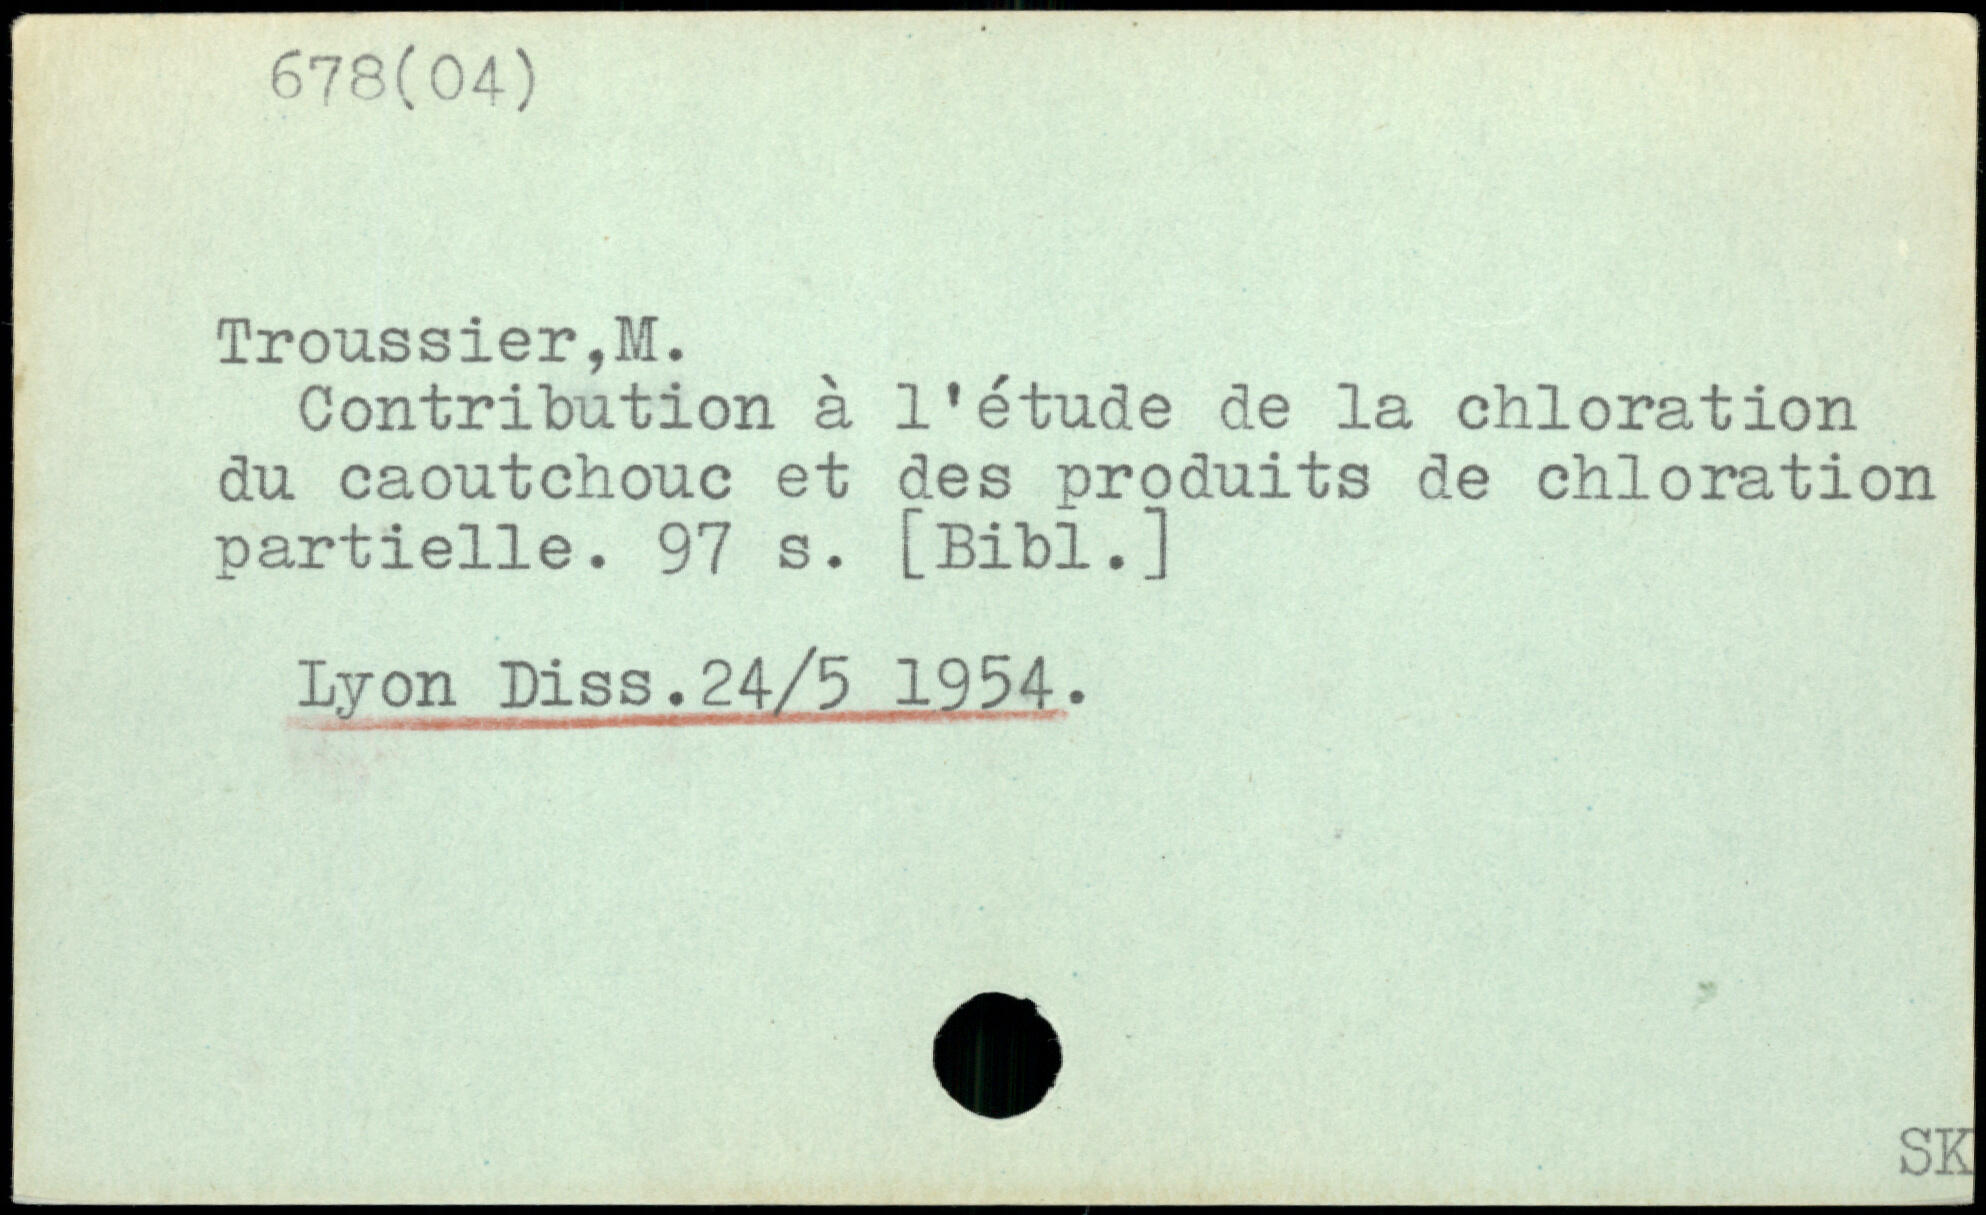 678(04)
Troussier,M.
Contribution à l'étude de la chloration
du caoutchouc et des produits de chloration
partielle. 97 s. [Bibl.]
Lyon Diss.24/5 1954.
SK